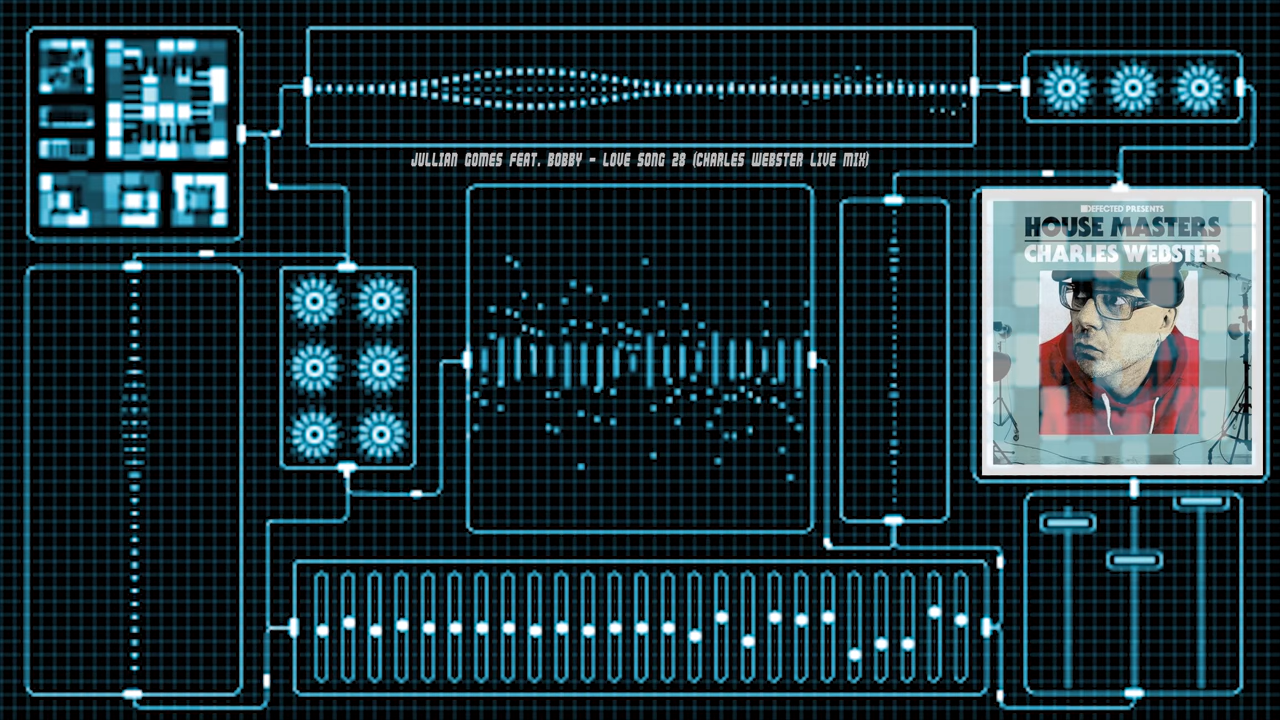 JULLIAN GOMES FEAT. BOBBY - LOVE SONG 28 (CHARLES WEBSTER LIVE MIX)
DEFECTED PRESENTS
HOUSE MASTERS
CHARLES WEBSTER